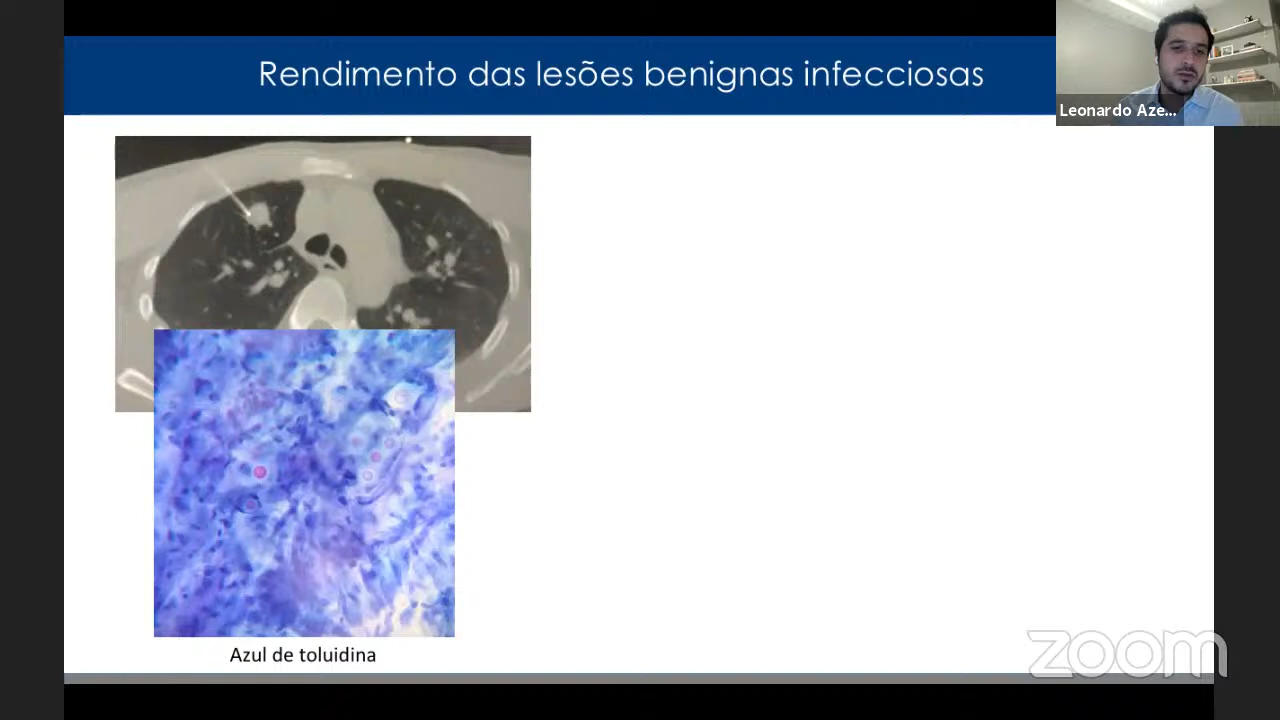 Rendimento das lesões benignas infecciosas
Leonardo Aze...
Azul de toluidina
zoom